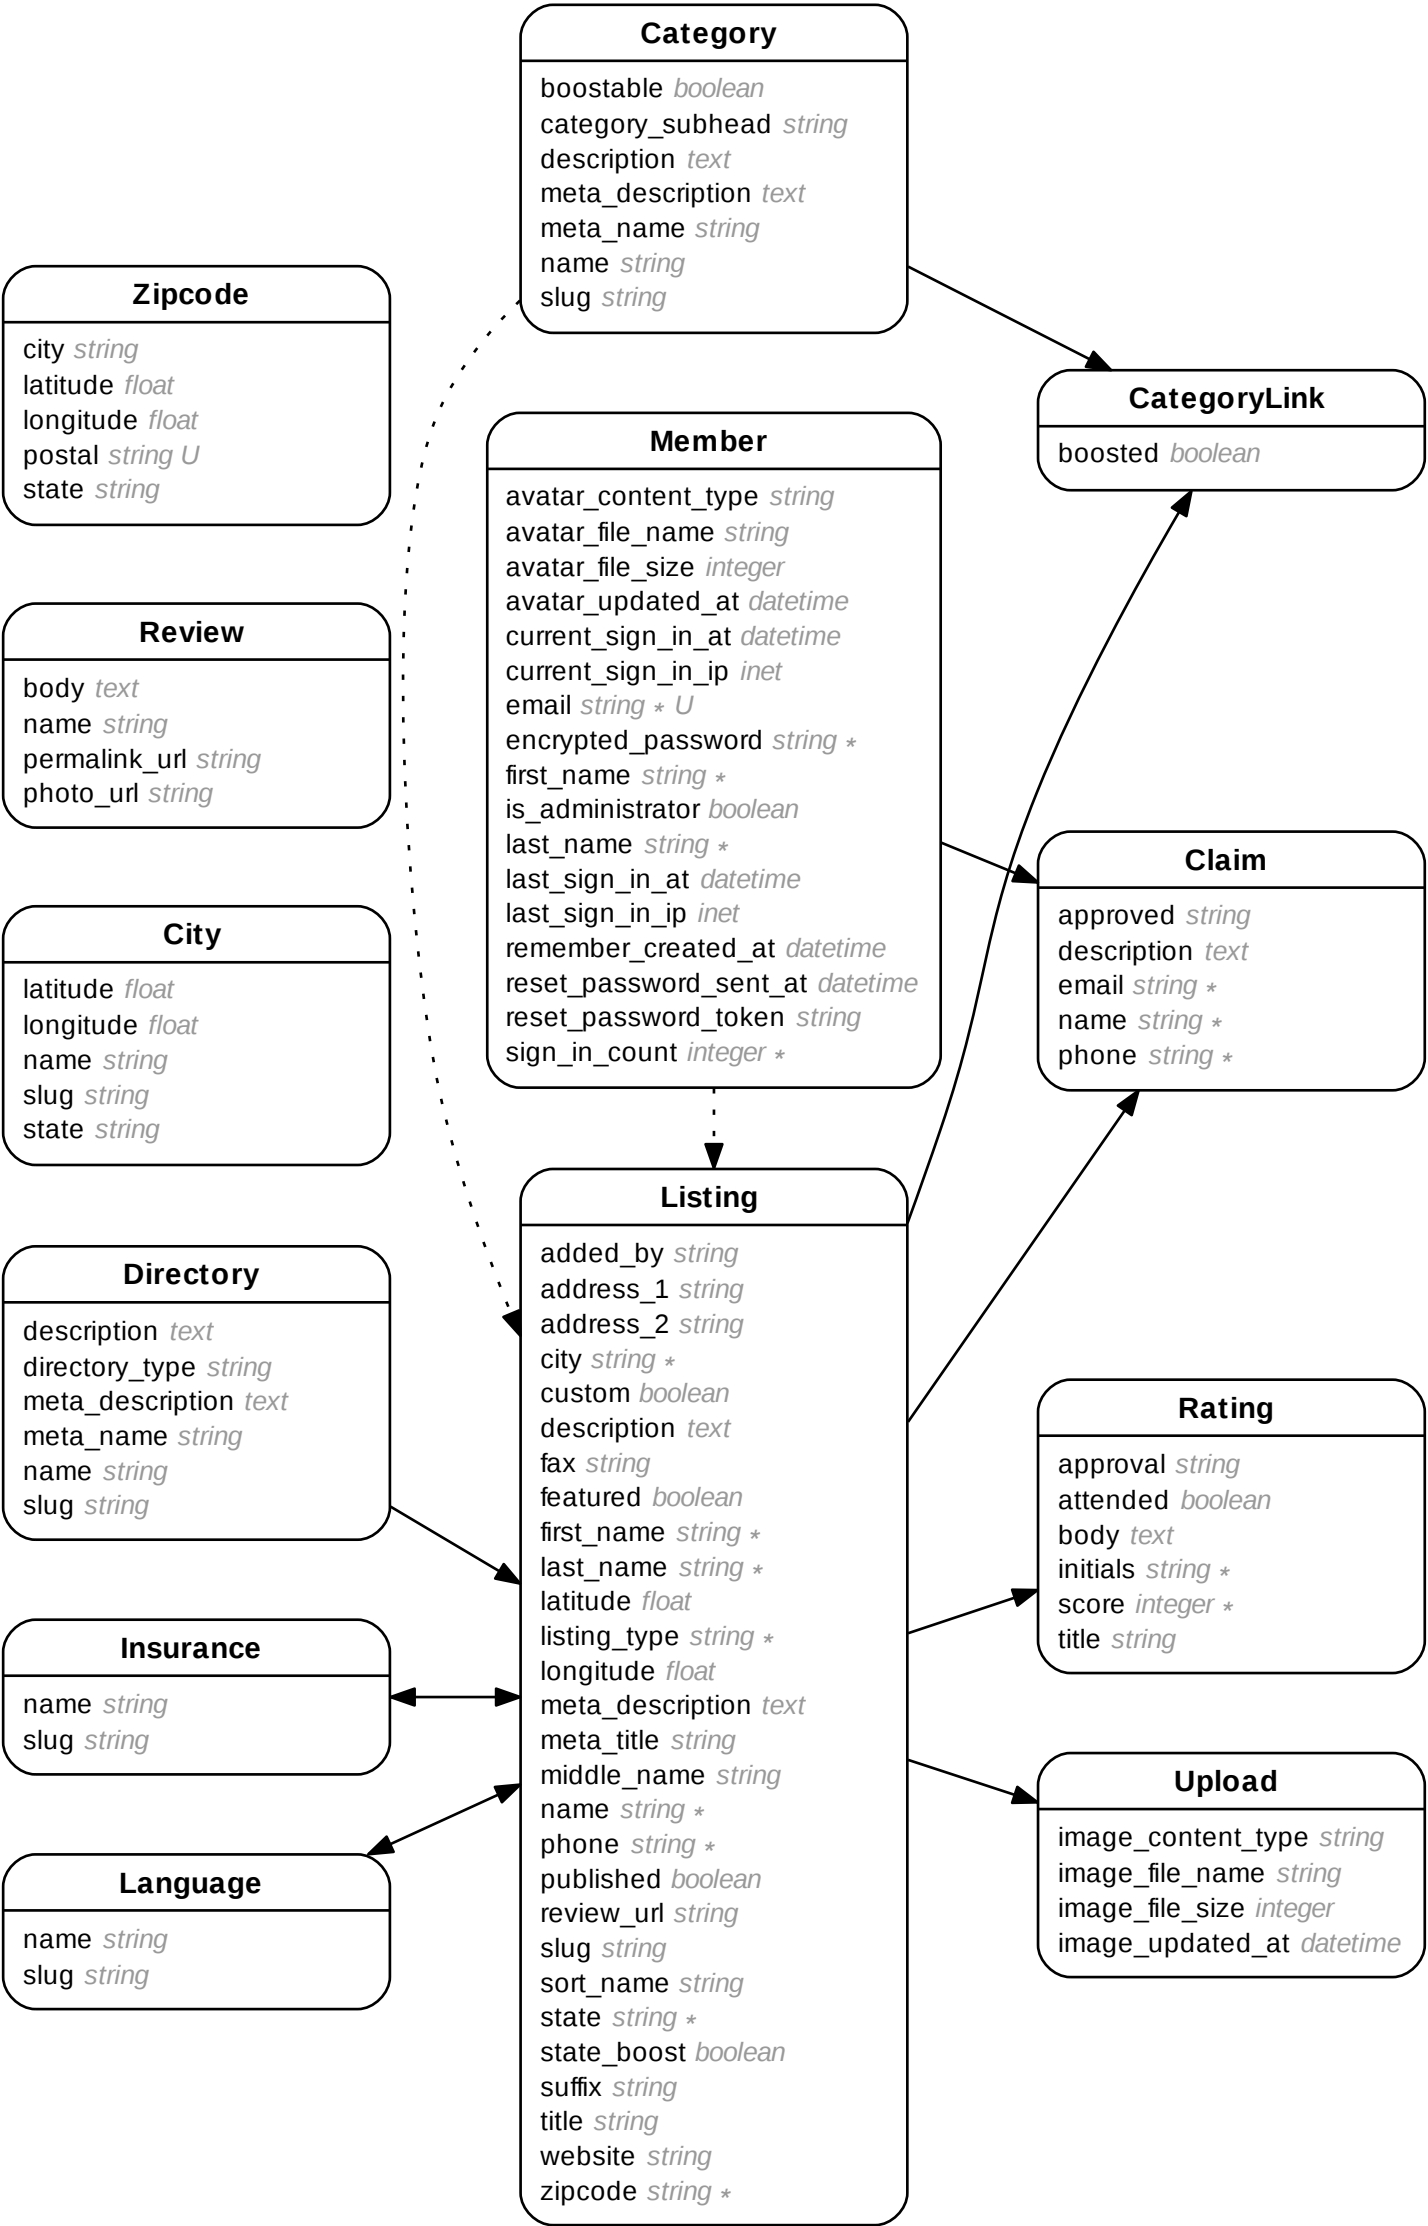 Category
boostable boolean
category_subhead string
description text
meta_description text
meta_name string
name string
slug string
Zipcode
city string
latitude float
longitude float
postal string U
state string
Review
body text
name string
permalink_url string
photo_url string
City
latitude float
longitude float
name string
slug string
state string
Directory
description text
directory_type string
meta_description text
meta_name string
name string
slug string
Insurance
name string
slug string
Language
name string
slug string
Member
avatar_content_type string
avatar_file_name string
avatar_file_size integer
avatar_updated_at datetime
current_sign_in_at datetime
current_sign_in_ip inet
email string * U
encrypted_password string *
first_name string *
is_administrator boolean
last_name string *
last_sign_in_at datetime
last_sign_in_ip inet
remember_created_at datetime
reset_password_sent_at datetime
reset_password_token string
sign_in_count integer *
Listing
added_by string
address_1 string
address_2 string
city string *
custom boolean
description text
fax string
featured boolean
first_name string *
last_name string *
latitude float
listing_type string *
longitude float
meta_description text
meta_title string
middle_name string
name string *
phone string *
published boolean
review_url string
slug string
sort_name string
state string *
state_boost boolean
suffix string
title string
website string
zipcode string *
CategoryLink
boosted boolean
Claim
approved string
description text
email string *
name string *
phone string *
Rating
approval string
attended boolean
body text
initials string *
score integer *
title string
Upload
image_content_type string
image_file_name string
image_file_size integer
image_updated_at datetime